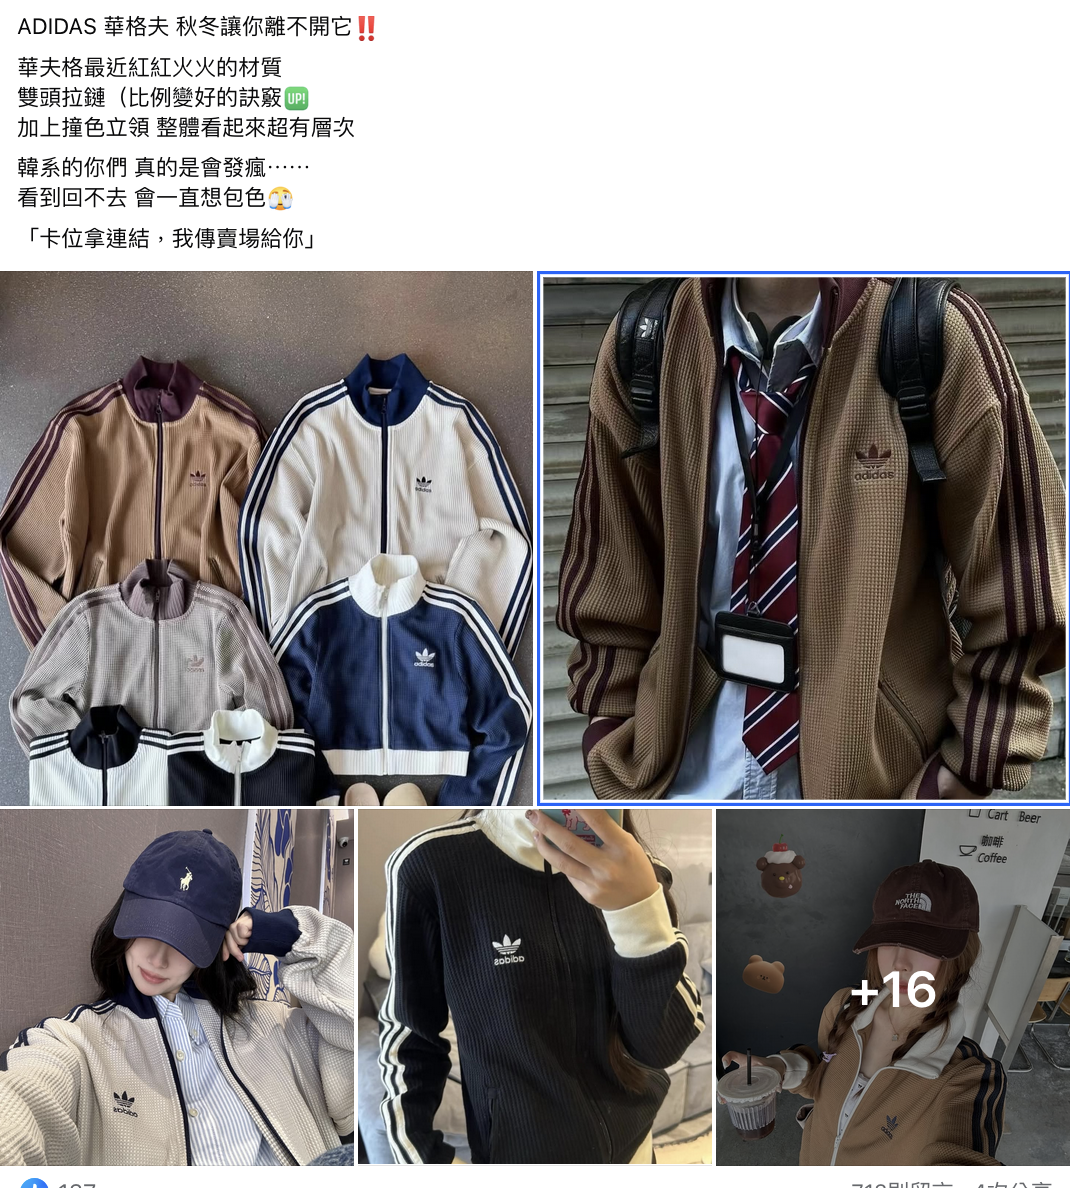 ADIDAS 華格夫 秋冬讓你離不開它‼️
華夫格最近紅紅火火的材質
雙頭拉鏈（比例變好的訣竅🆙
加上撞色立領 整體看起來超有層次
韓系的你們 真的是會發瘋⋯⋯
看到回不去 會一直想包色🫣
「卡位拿連結，我傳賣場給你」
adidas
adidas
adidas
adidas
adidas
adidas
adidas
Cart Beer
咖啡
Coffee
THE
NORTH
FACE
+16
adidas